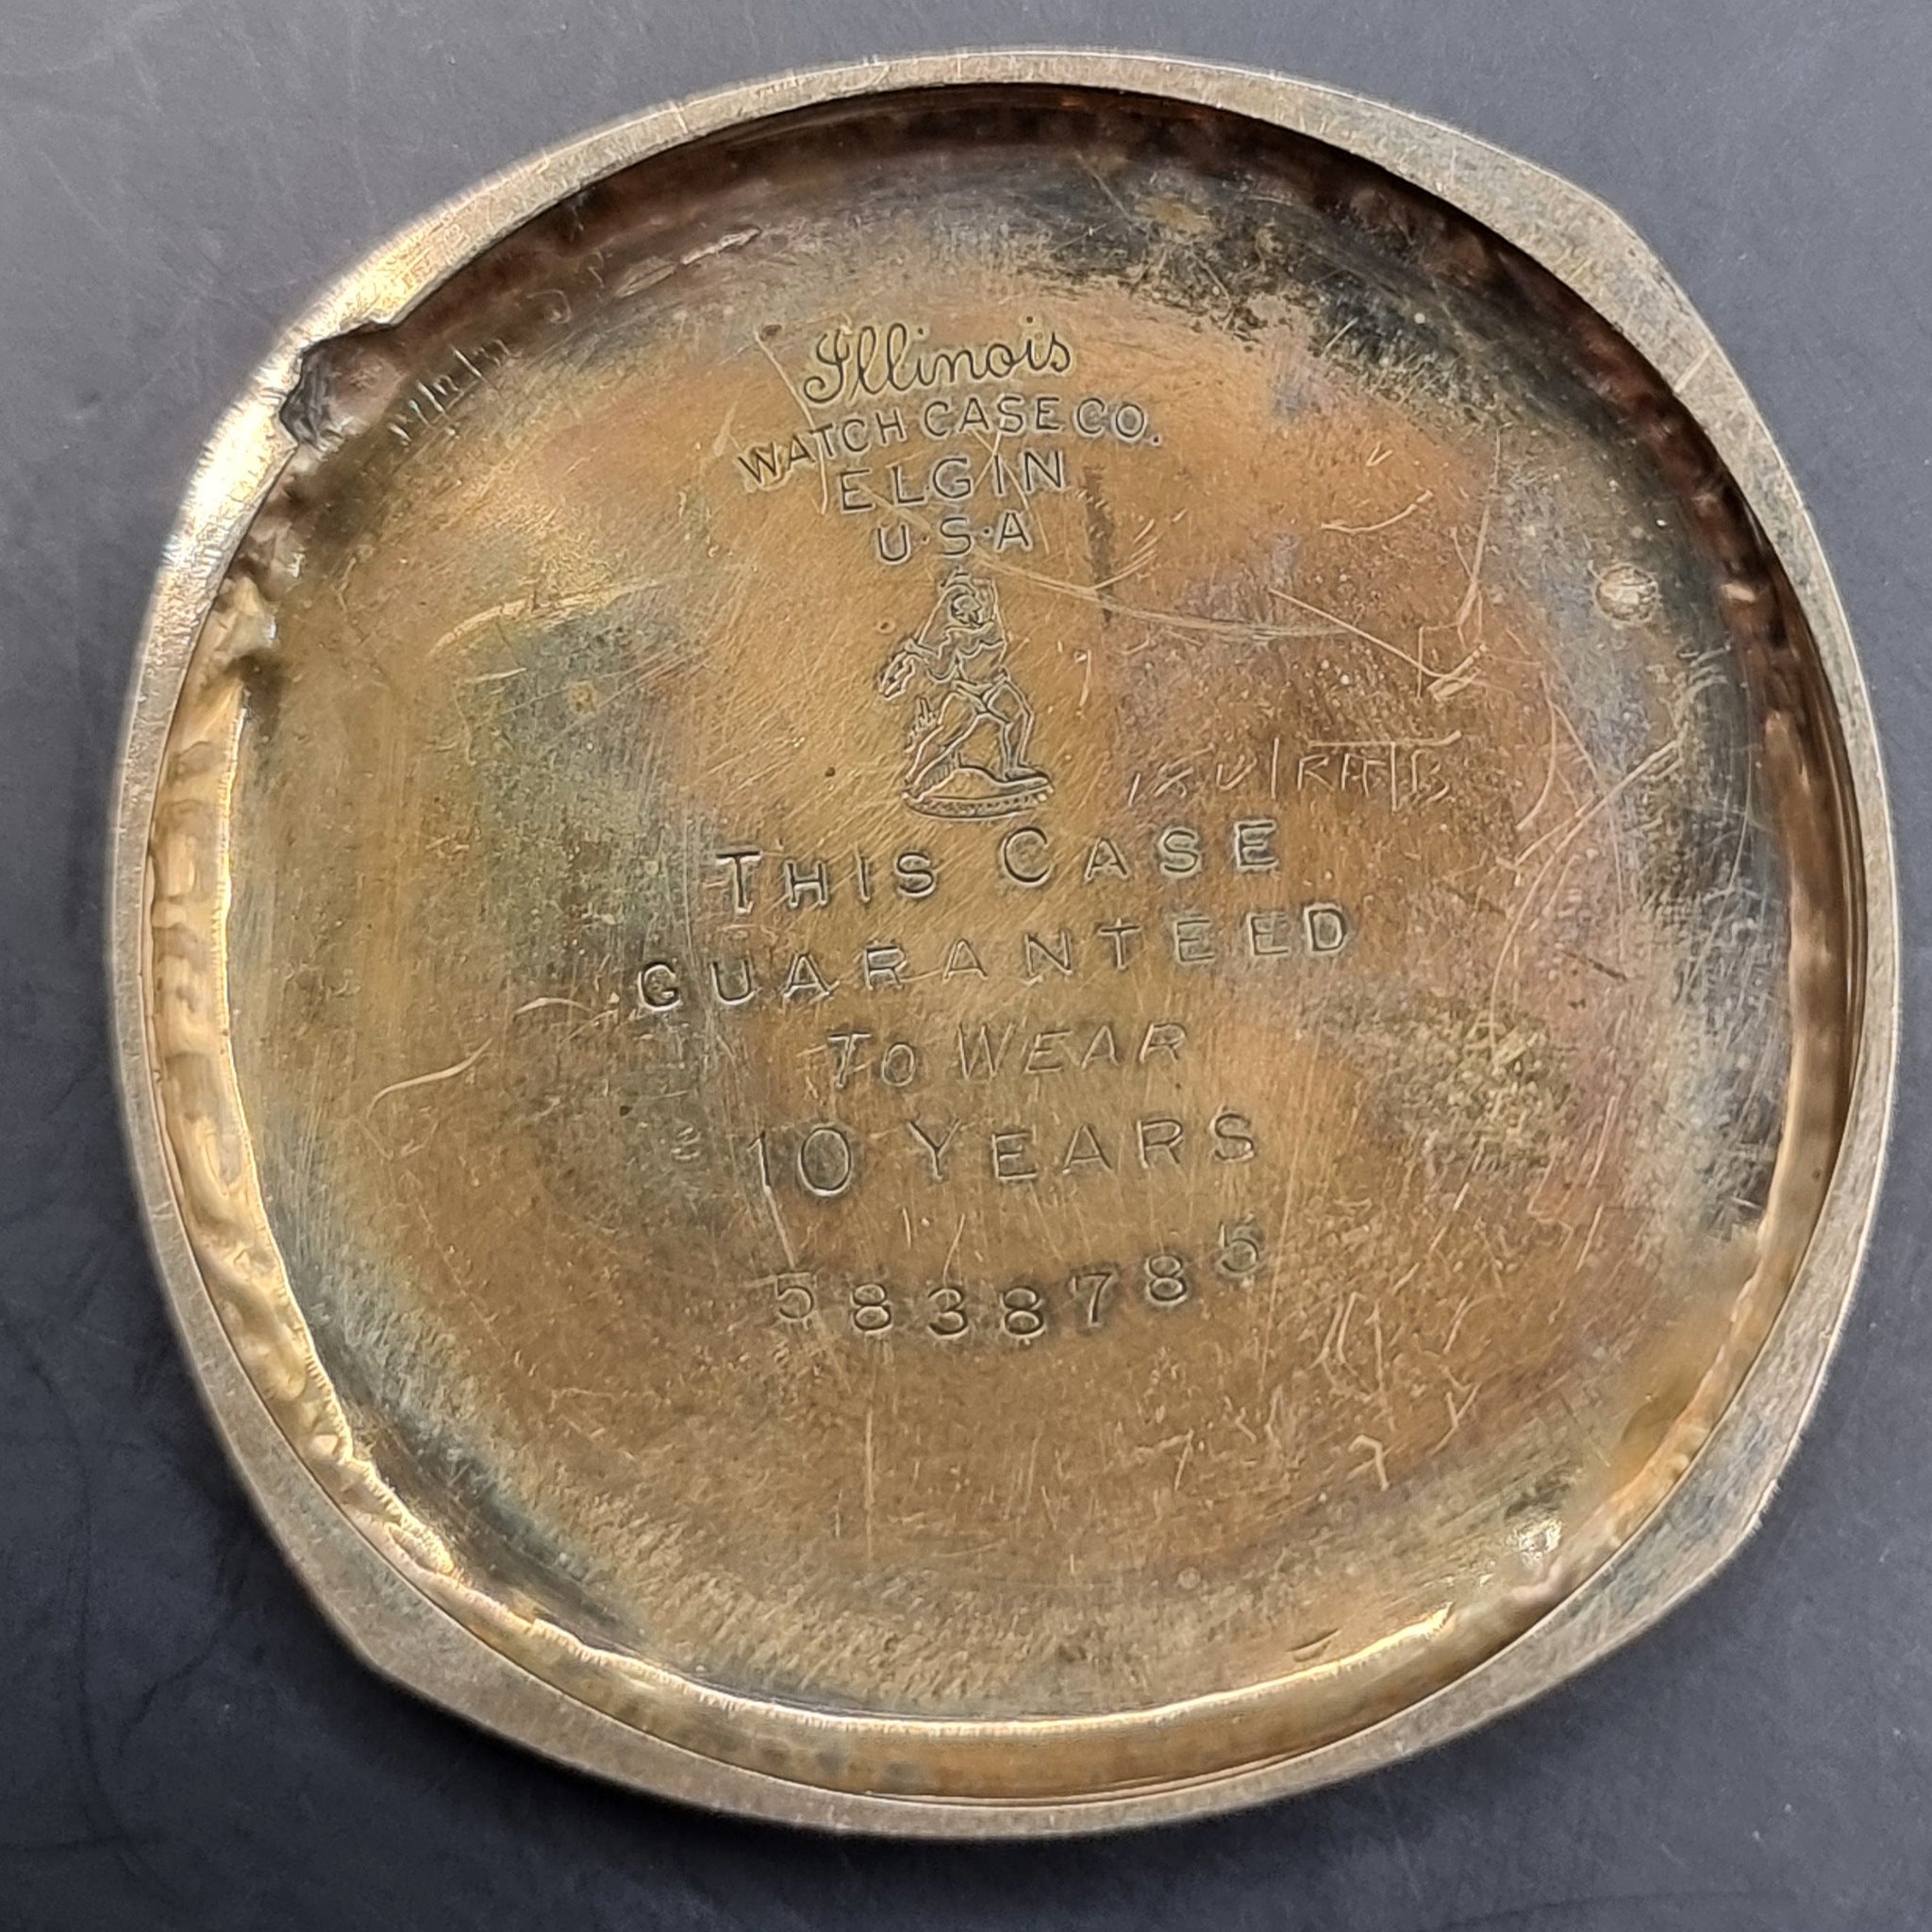 Illinois
WATCH CASE CO.
ELGIN
U·S·A
THIS CASE
GUARANTEED
TO WEAR
10 YEARS
5838785